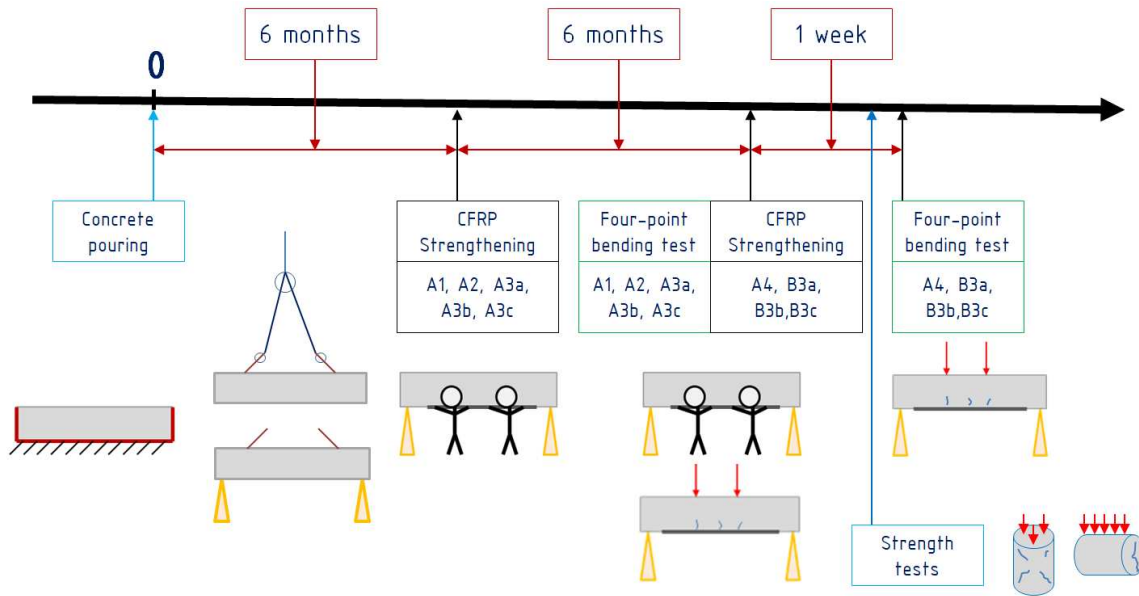 6 months
6 months
1 week
0
Concrete
pouring
CFRP
Strengthening
A1, A2, A3a,
A3b, A3c
Four-point
bending test
A1, A2, A3a,
A3b, A3c
CFRP
Strengthening
A4, B3a,
B3b,B3c
Four-point
bending test
A4, B3a,
B3b,B3c
Strength
tests